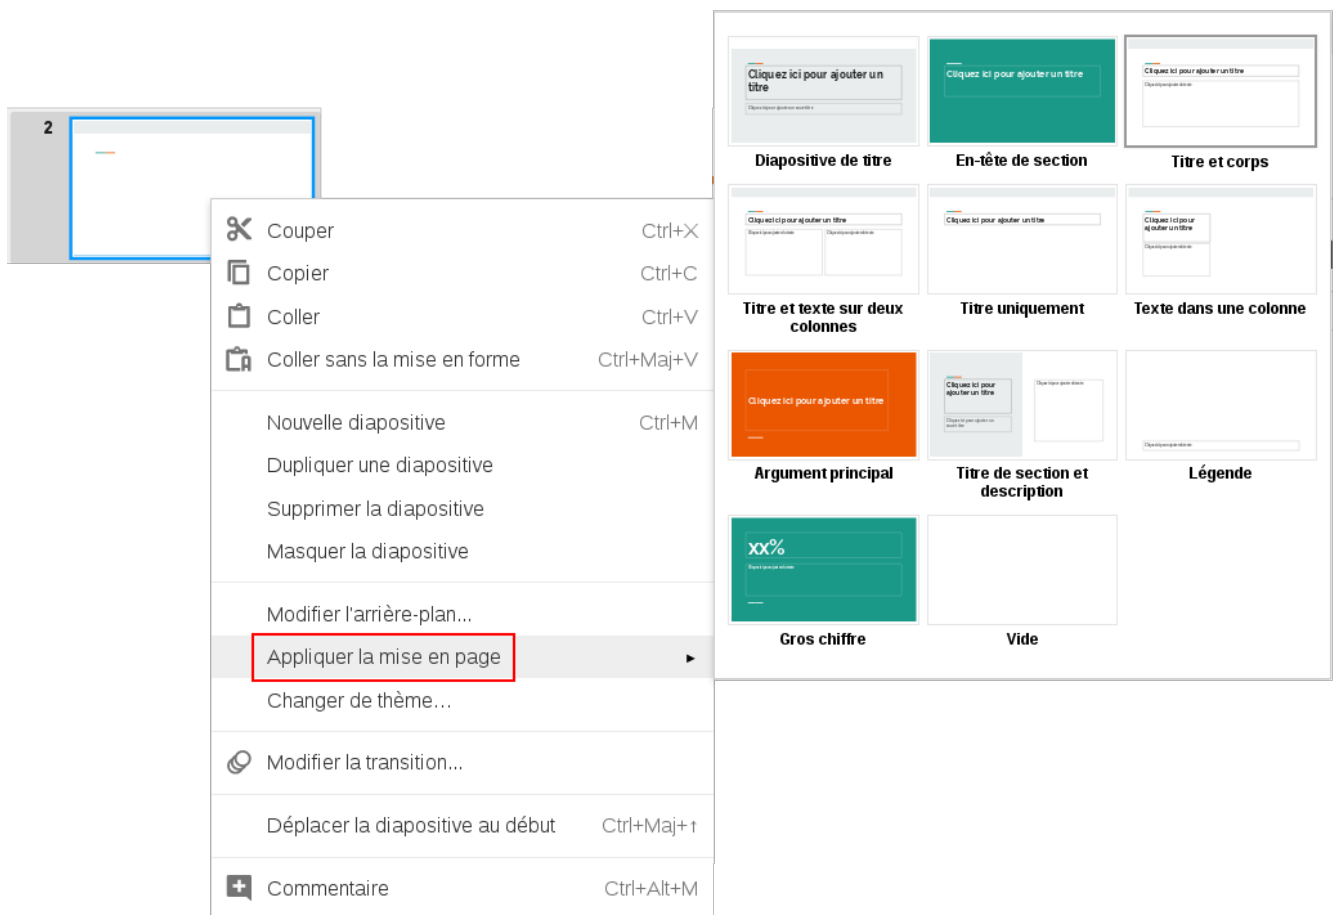 2
Couper Ctrl+X
Copier Ctrl+C
Coller Ctrl+V
Coller sans la mise en forme Ctrl+Maj+V
Nouvelle diapositive Ctrl+M
Dupliquer une diapositive
Supprimer la diapositive
Masquer la diapositive
Modifier l'arrière-plan...
Appliquer la mise en page ►
Changer de thème...
Modifier la transition...
Déplacer la diapositive au début Ctrl+Maj+↑
Commentaire Ctrl+Alt+M
Cliquez ici pour ajouter un
titre
Diapositive de titre
Cliquez ici pour ajouter un titre
En-tête de section
Cliquez ici pour ajouter un titre
Titre et corps
Cliquez ici pour ajouter un titre
Titre et texte sur deux
colonnes
Cliquez ici pour ajouter un titre
Titre uniquement
Cliquez ici pour
ajouter un titre
Texte dans une colonne
Cliquez ici pour ajouter un titre
Argument principal
Cliquez ici pour
ajouter un titre
Titre de section et
description
Légende
xx%
Gros chiffre
Vide